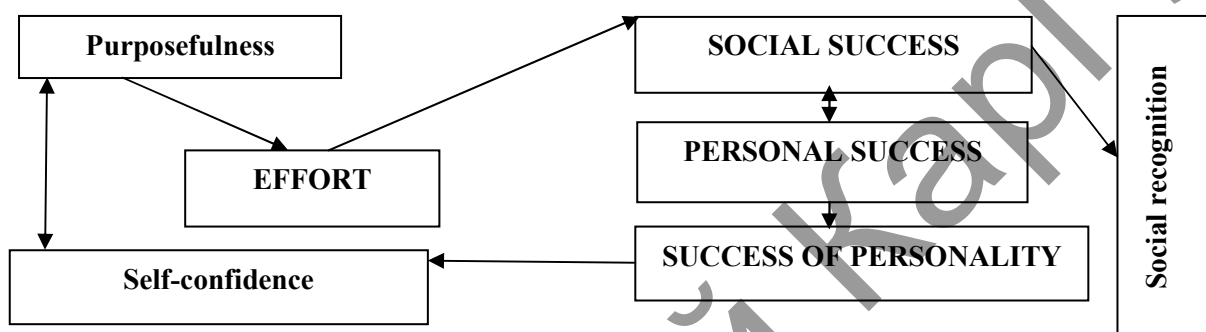 Purposefulness
SOCIAL SUCCESS
EFFORT
PERSONAL SUCCESS
SUCCESS OF PERSONALITY
Self-confidence
Social recognition